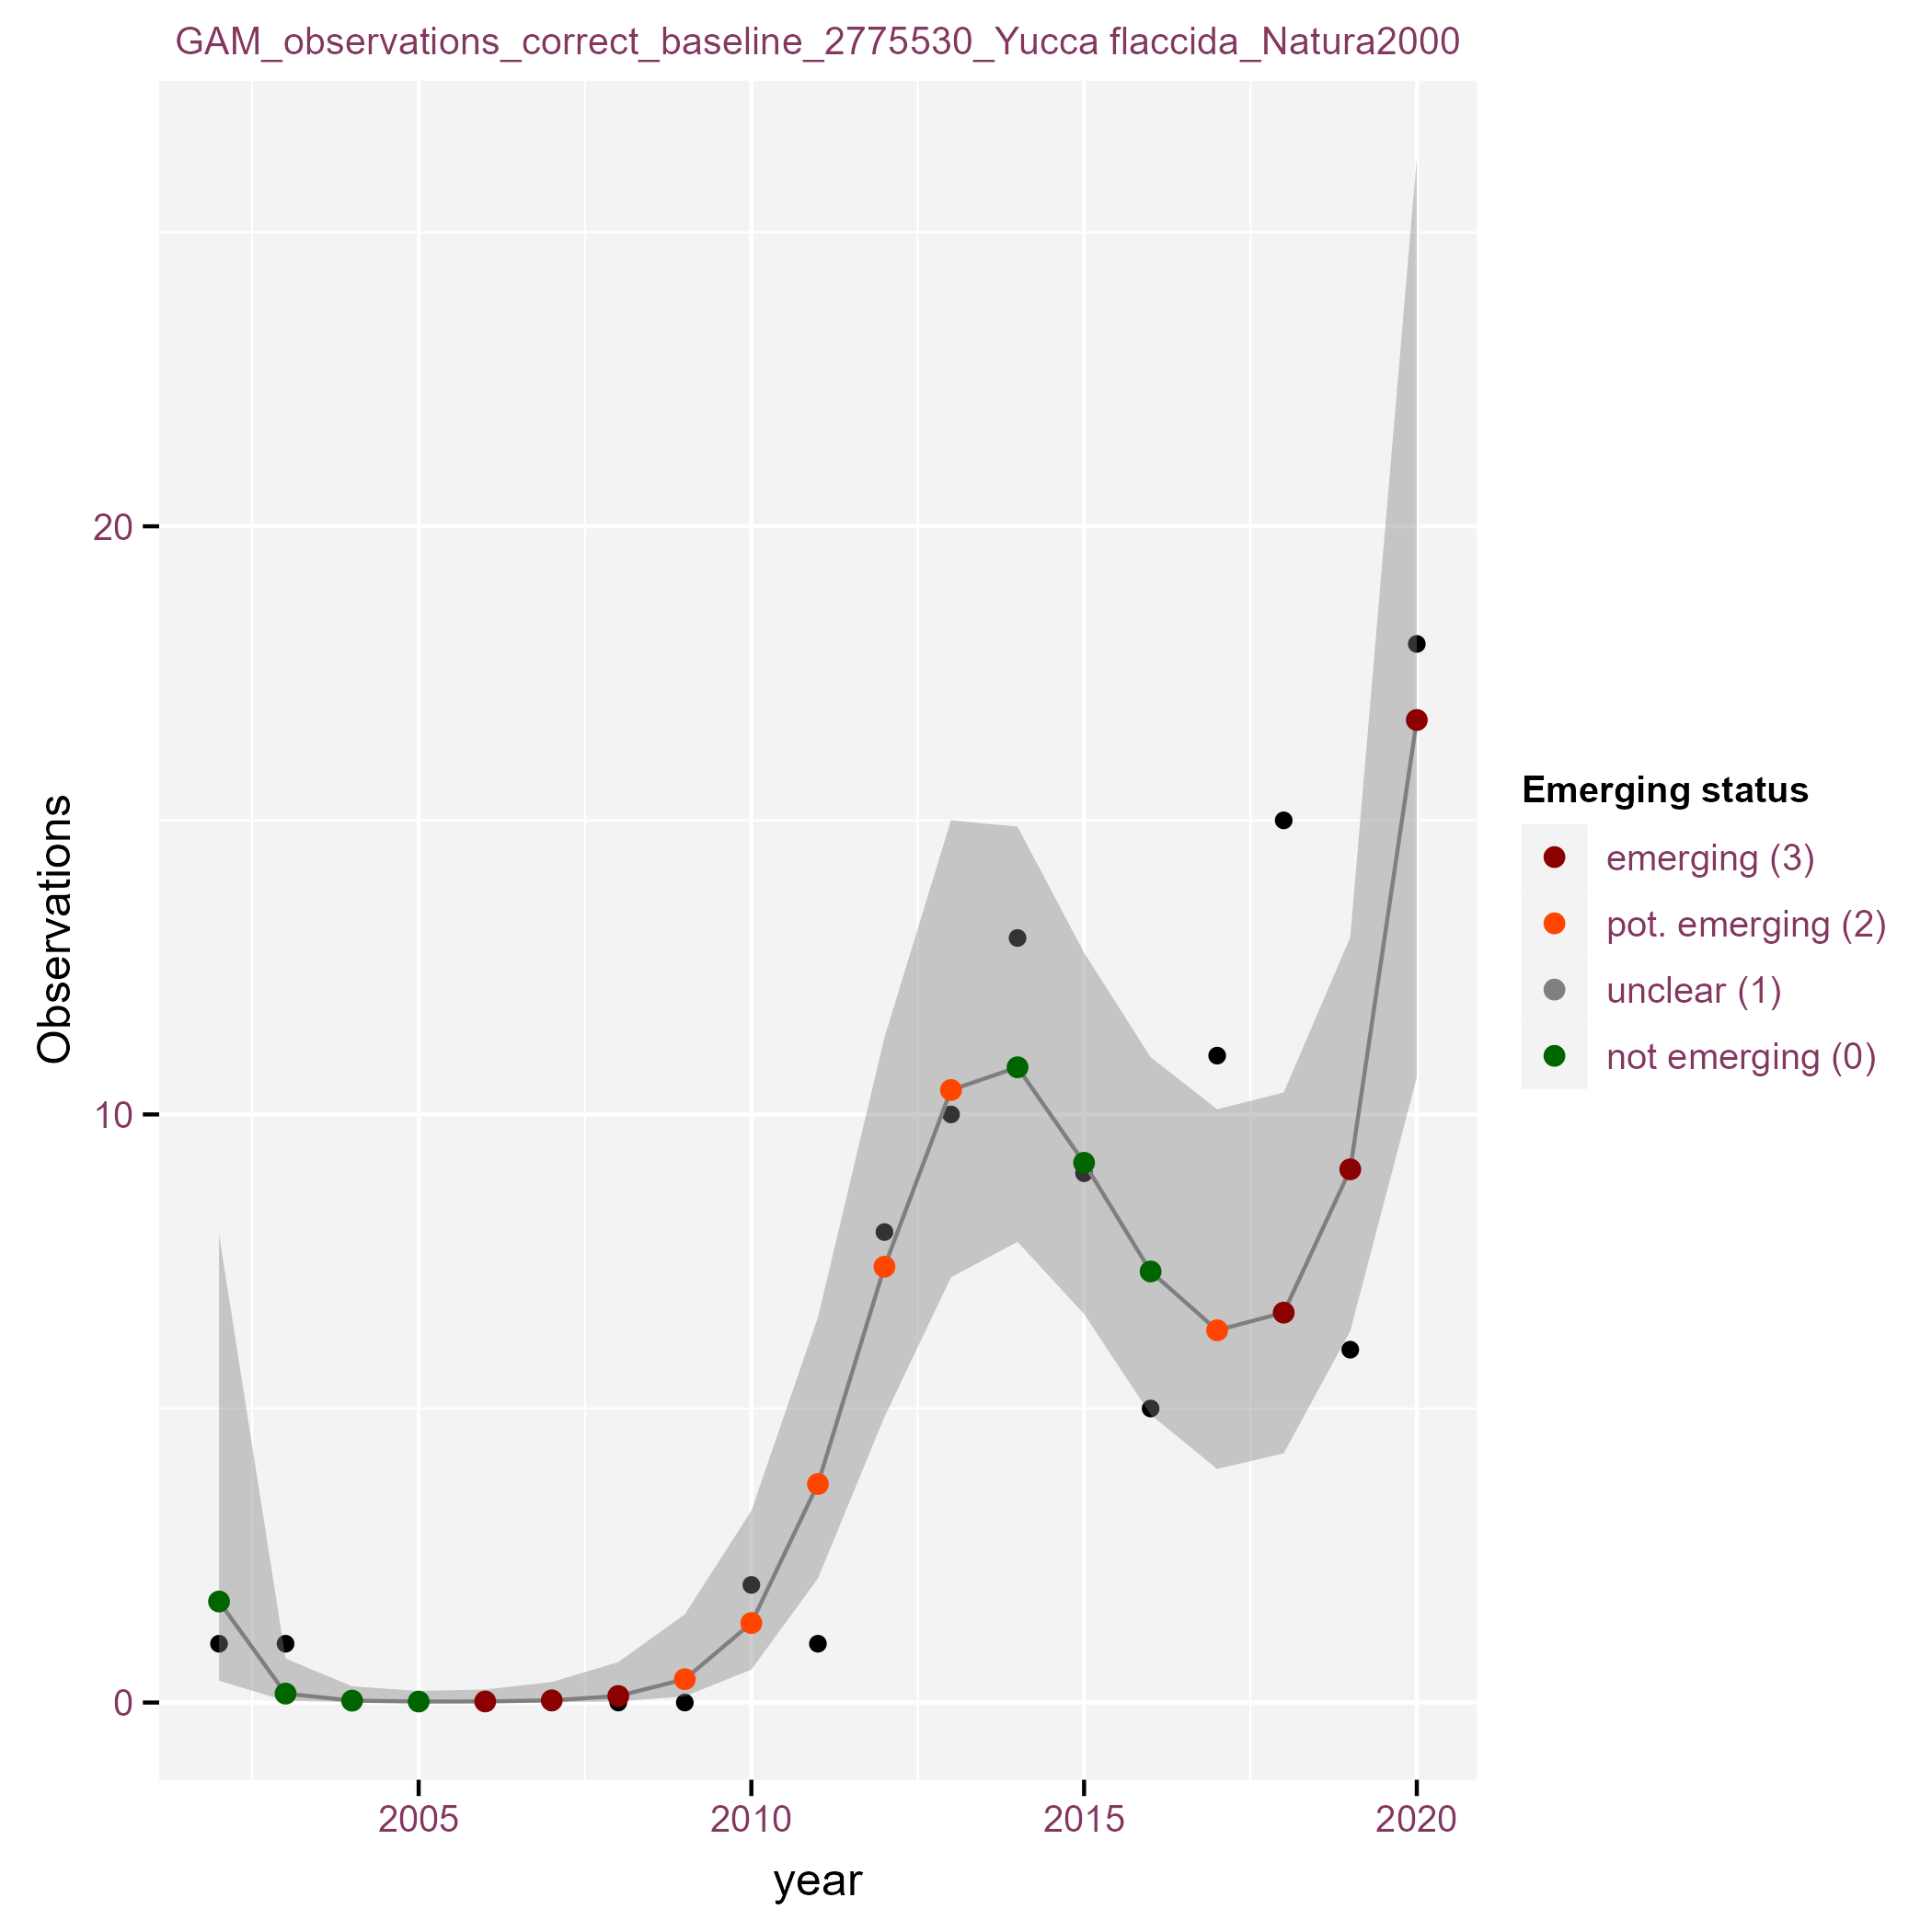 GAM_observations_correct_baseline_2775530_Yucca flaccida_Natura2000
Observations
20
10
0
2005
2010
2015
2020
year
Emerging status
emerging (3)
pot. emerging (2)
unclear (1)
not emerging (0)